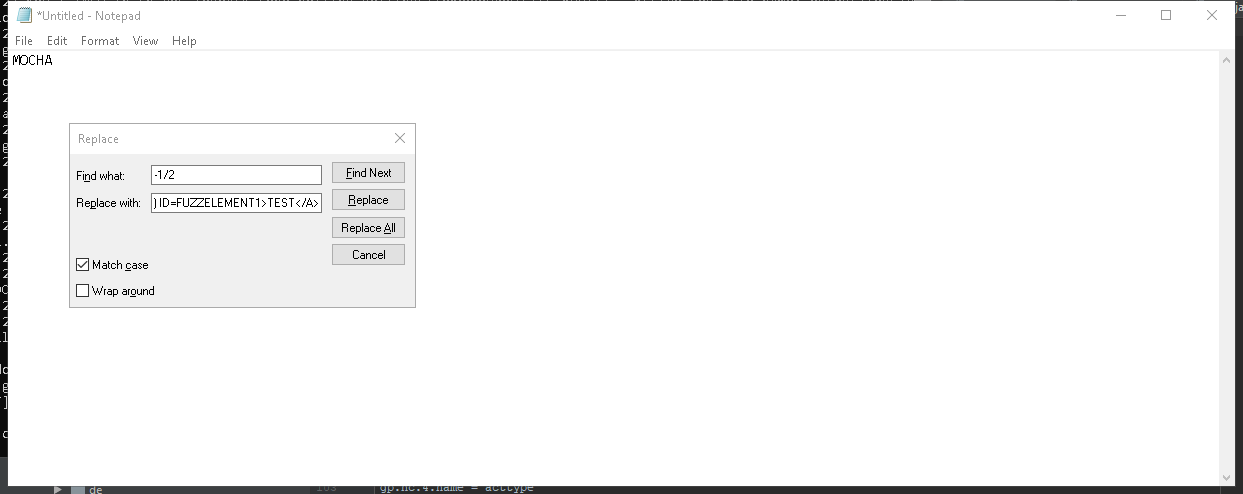 *Untitled - Notepad
File Edit Format View Help
MOCHA
Replace
Find what: -1/2 Find Next
Replace with: )ID=FUZZELEMENT1>TEST</A> Replace
Replace All
Cancel
Match case
Wrap around
de
gp.nc.4.name = acctype